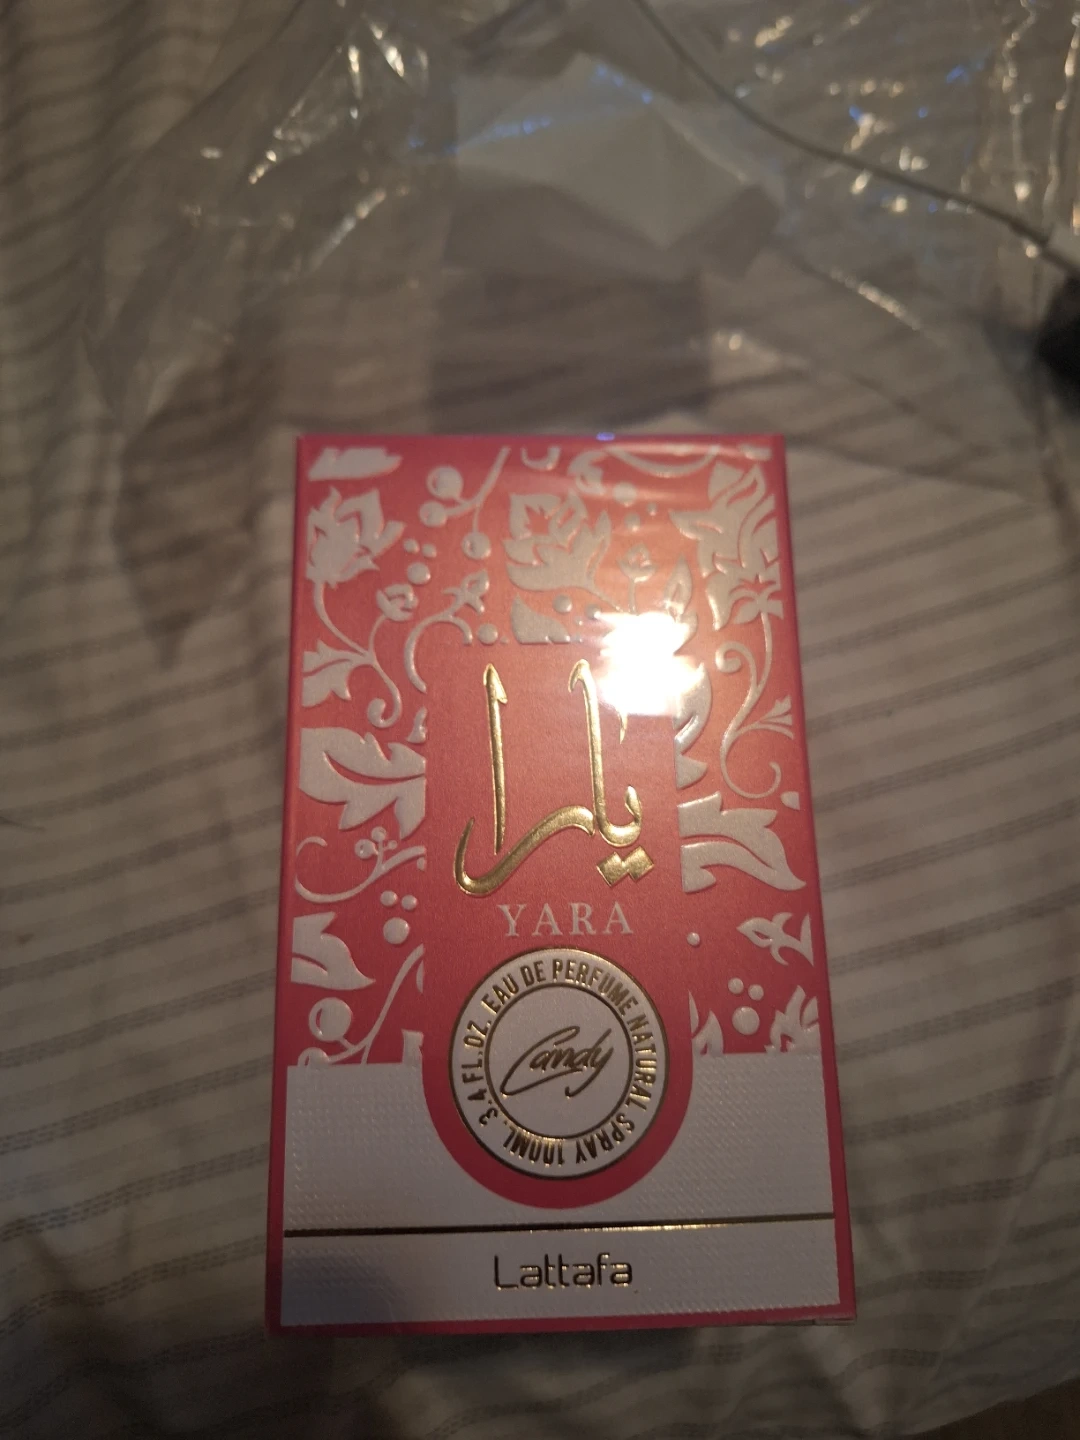 يارا
YARA
3.4 FL.OZ. EAU DE PERFUME NATURAL SPRAY 100ML.
Candy
Lattafa